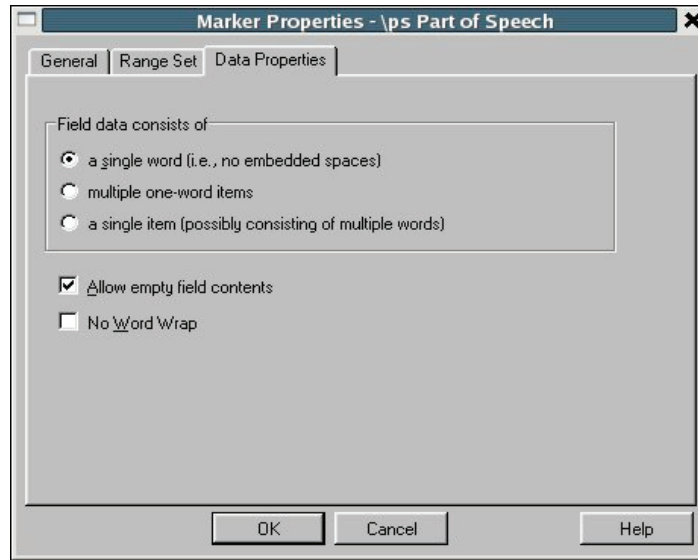 Marker Properties - \ps Part of Speech
General Range Set Data Properties
Field data consists of
a single word (i.e., no embedded spaces)
multiple one-word items
a single item (possibly consisting of multiple words)
Allow empty field contents
No Word Wrap
OK Cancel Help